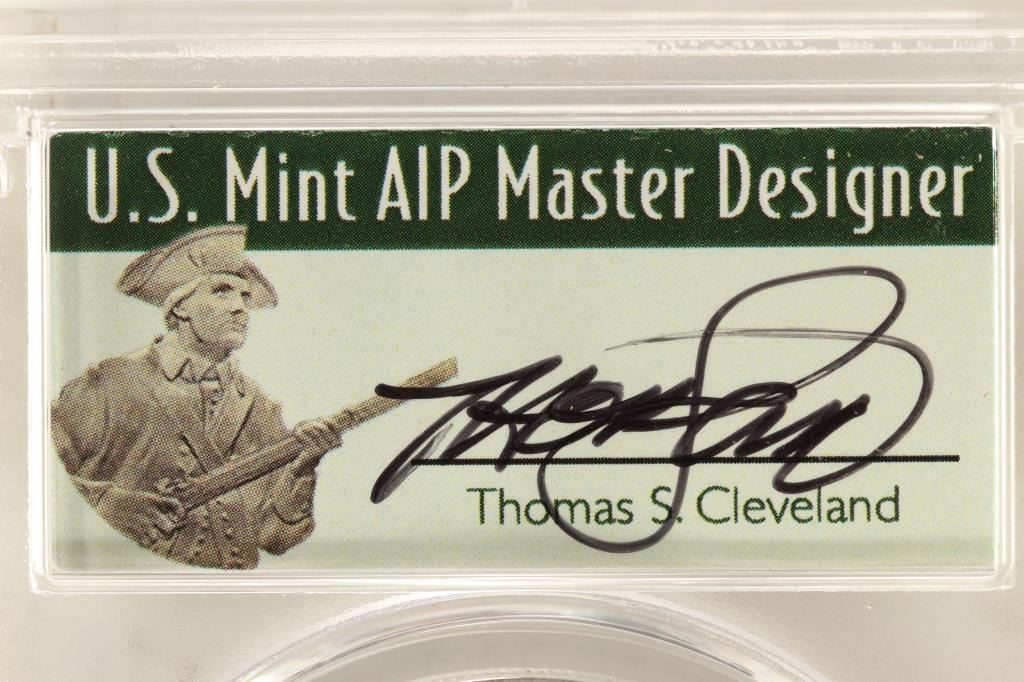 U.S. Mint AIP Master Designer
Thomas S. Cleveland